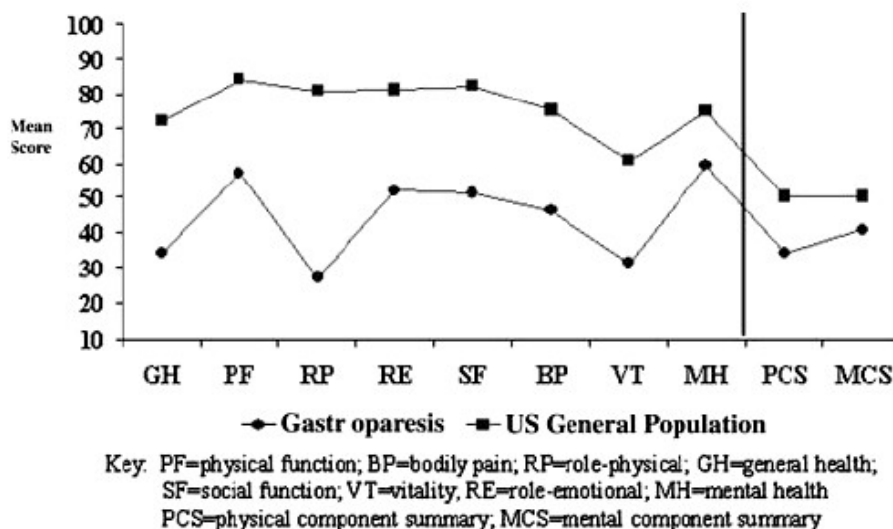 100
90
80
70
Mean
Score
60
50
40
30
20
10
GH PF RP RE SF BP VT MH PCS MCS
Gastr oparesis US General Population
Key: PF=physical function; BP=bodily pain; RP=role-physical; GH=general health;
SF=social function; VT=vitality; RE=role-emotional; MH=mental health
PCS=physical component summary; MCS=mental component summary